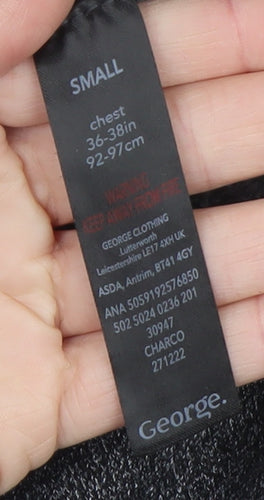 SMALL
chest
36-38in
92-97cm
WARNING
KEEP AWAY FROM FIRE
GEORGE CLOTHING
.Lutterworth
Leicestershire LE17 4XH UK
ASDA, Antrim, BT41 4GY
ANA 5059192576850
502 5024 0236 201
30947
CHARCO
271222
George.